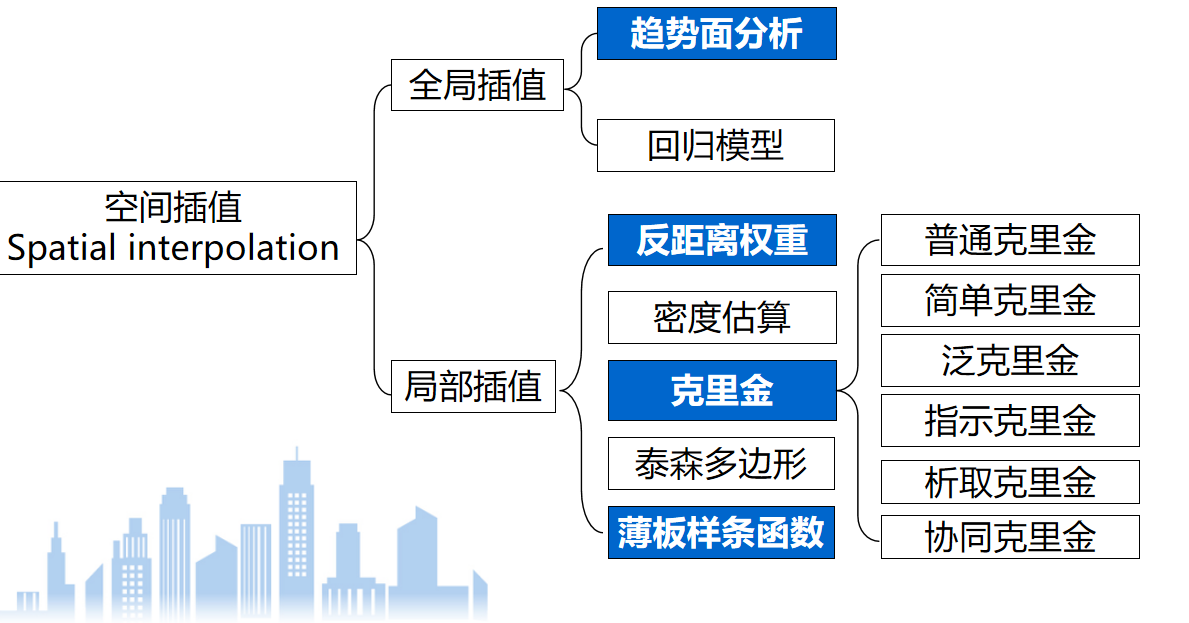 空间插值
Spatial interpolation
全局插值
趋势面分析
回归模型
局部插值
反距离权重
密度估算
克里金
泰森多边形
薄板样条函数
普通克里金
简单克里金
泛克里金
指示克里金
析取克里金
协同克里金